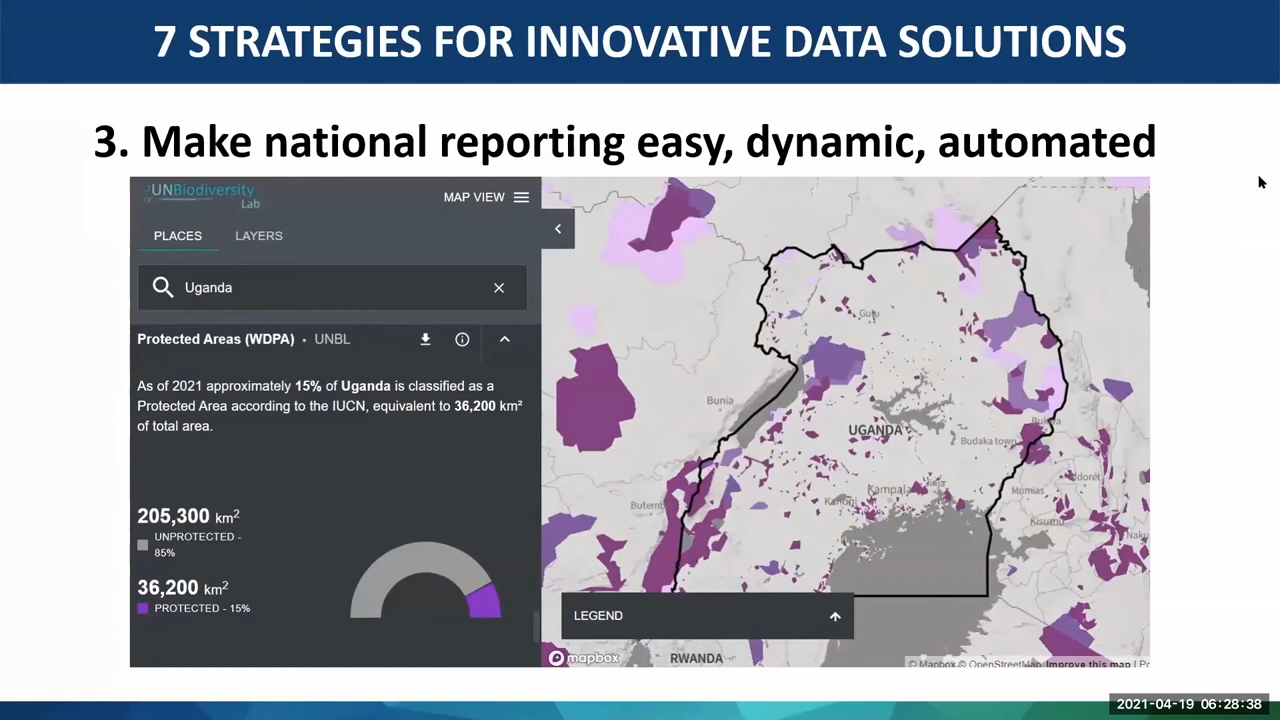 7 STRATEGIES FOR INNOVATIVE DATA SOLUTIONS
3. Make national reporting easy, dynamic, automated
UNBiodiversity
Lab
MAP VIEW
PLACES
LAYERS
Uganda
Protected Areas (WDPA) • UNBL
As of 2021 approximately 15% of Uganda is classified as a
Protected Area according to the IUCN, equivalent to 36,200 km²
of total area.
205,300 km²
UNPROTECTED -
85%
36,200 km²
PROTECTED - 15%
Gulu
Bunia
UGANDA
Budaka town
Kampala
Mumias
Kisumu
LEGEND
mapbox
RWANDA
© Mapbox © OpenStreetMap Improve this map
2021-04-19 06:28:38